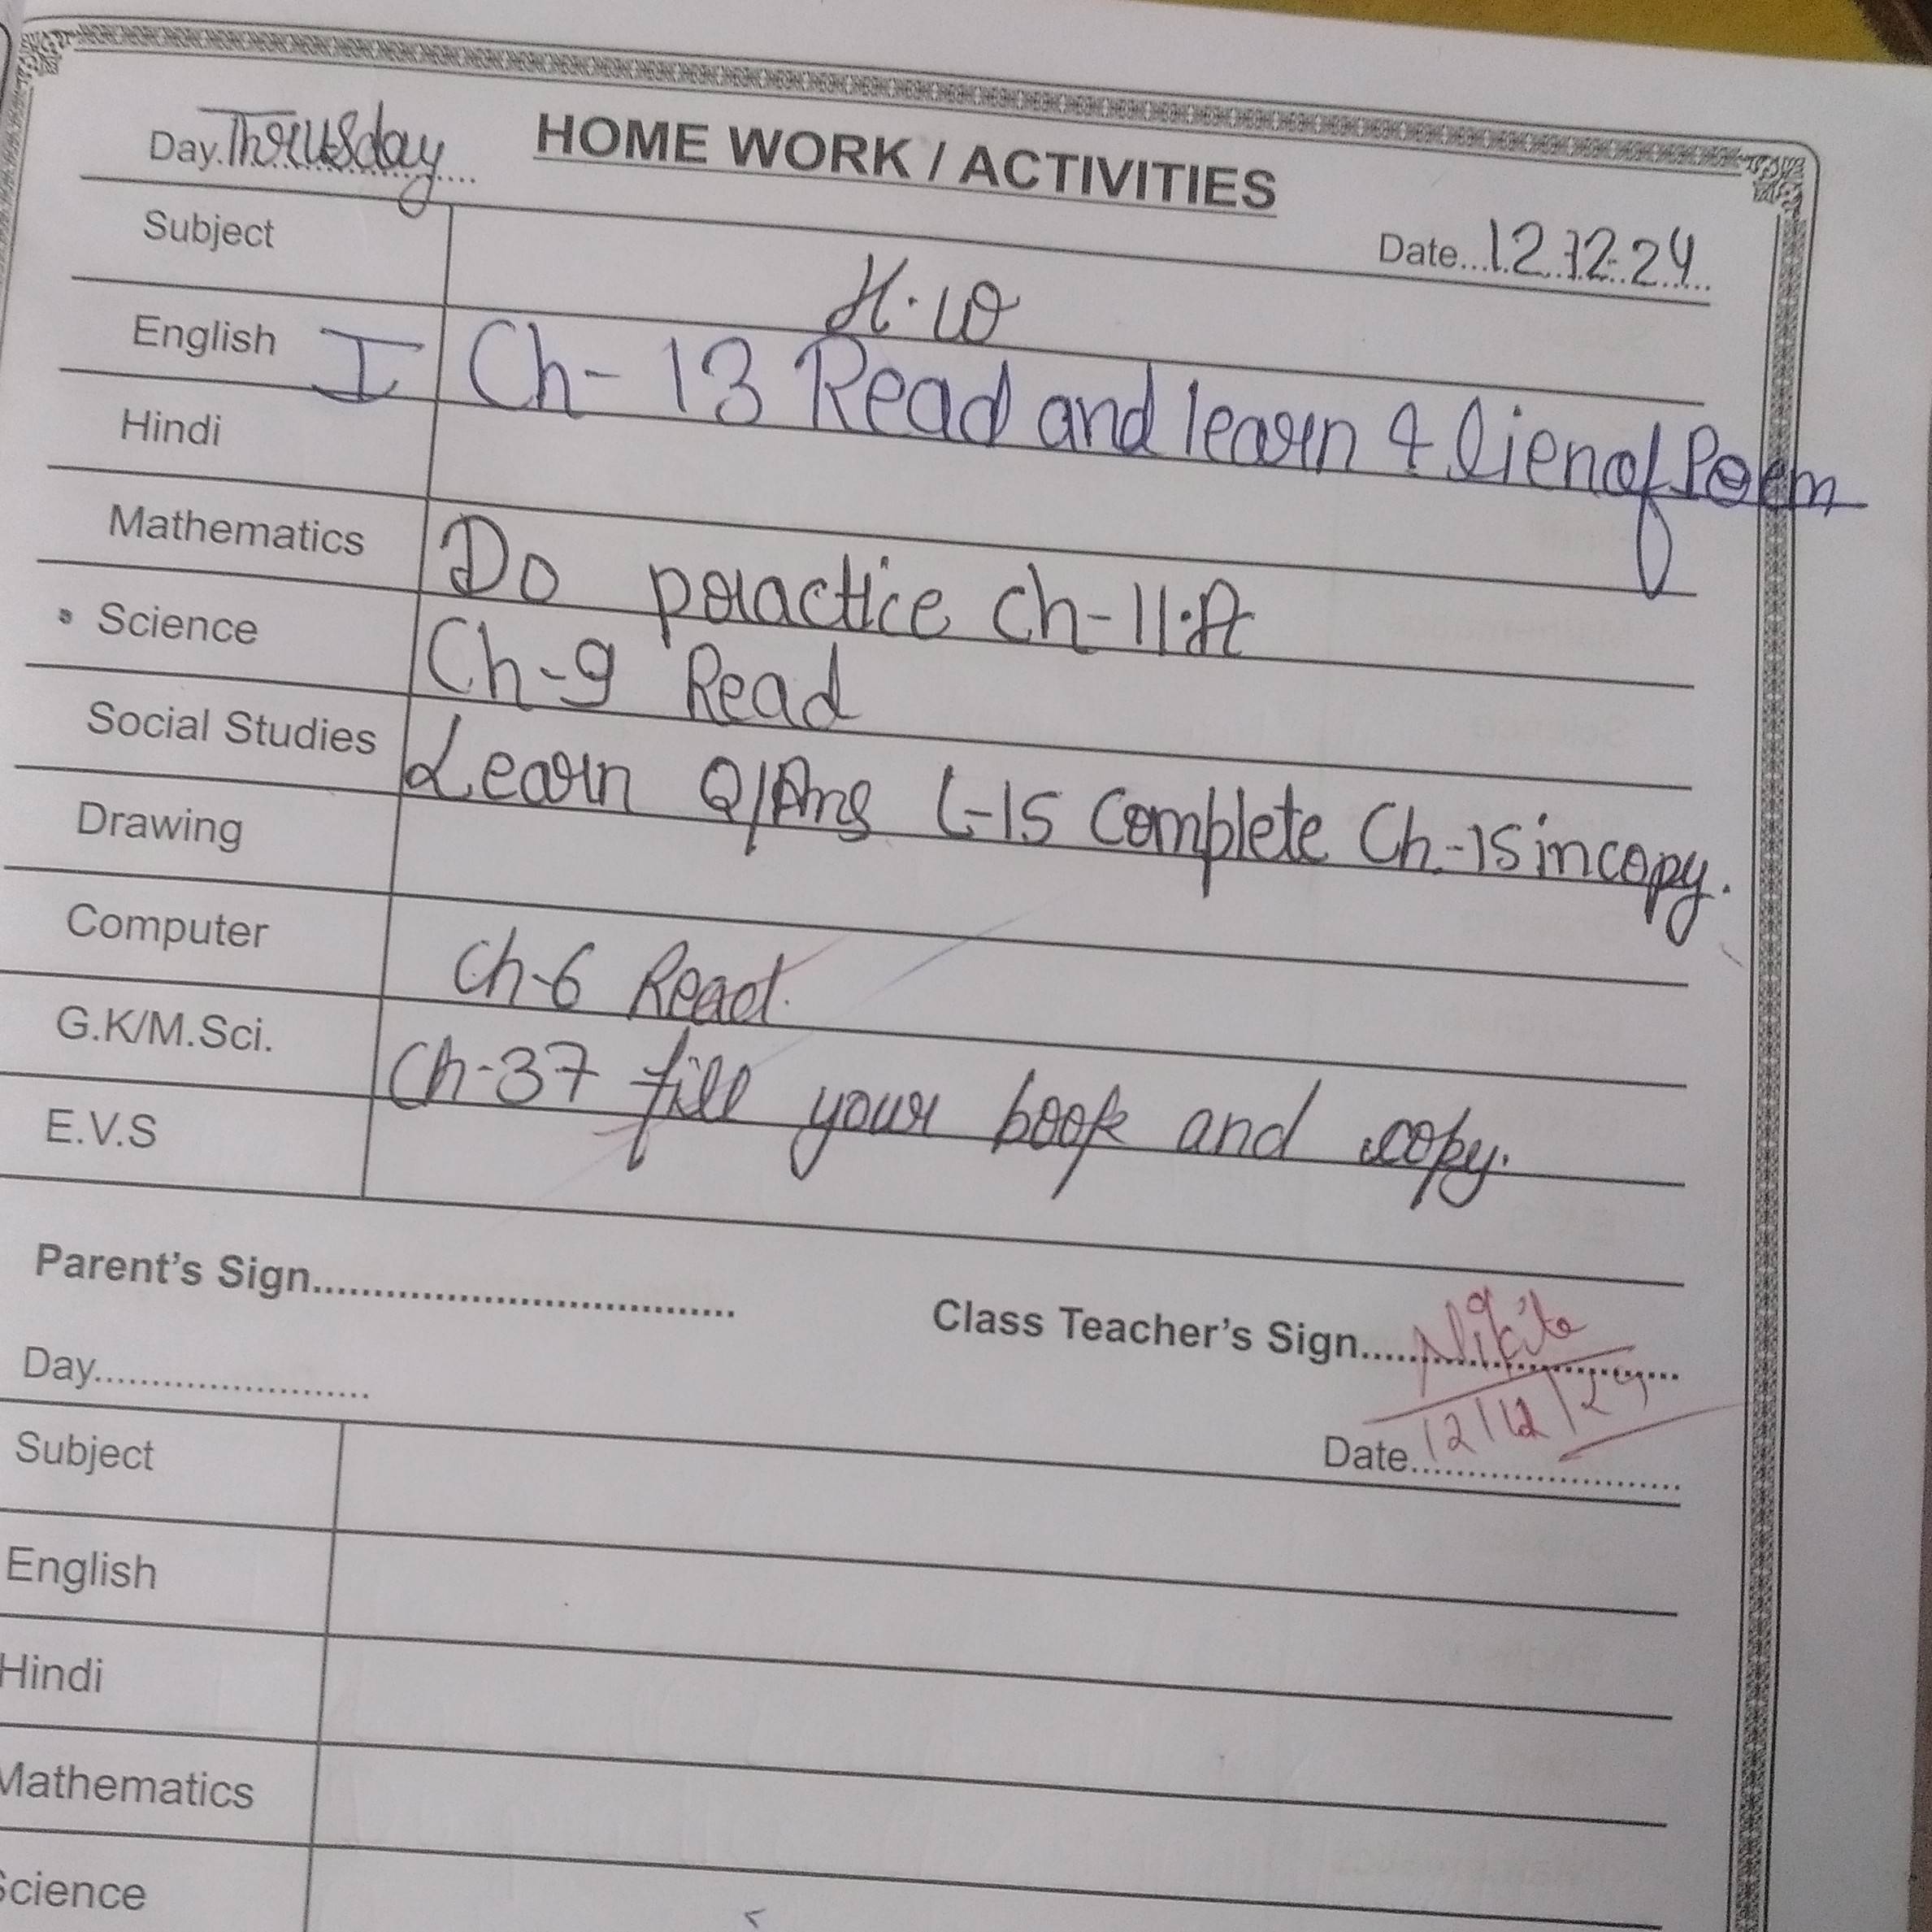 HOME WORK / ACTIVITIES
Day. Thorusday
Date...12.12.24
Subject H.W
English I Ch- 13 Read and learn 4 lien of Poem
Hindi
Mathematics Do practice Ch-11.A
Science Ch-9 Read
Social Studies Learn Q/Ans L-15 Complete Ch-15 in copy.
Drawing
Computer Ch-6 Read.
G.K/M.Sci. Ch-37 fill your book and copy.
E.V.S
Parent's Sign
Class Teacher's Sign Nikita
12/12/24
Day
Date
Subject
English
Hindi
Mathematics
Science